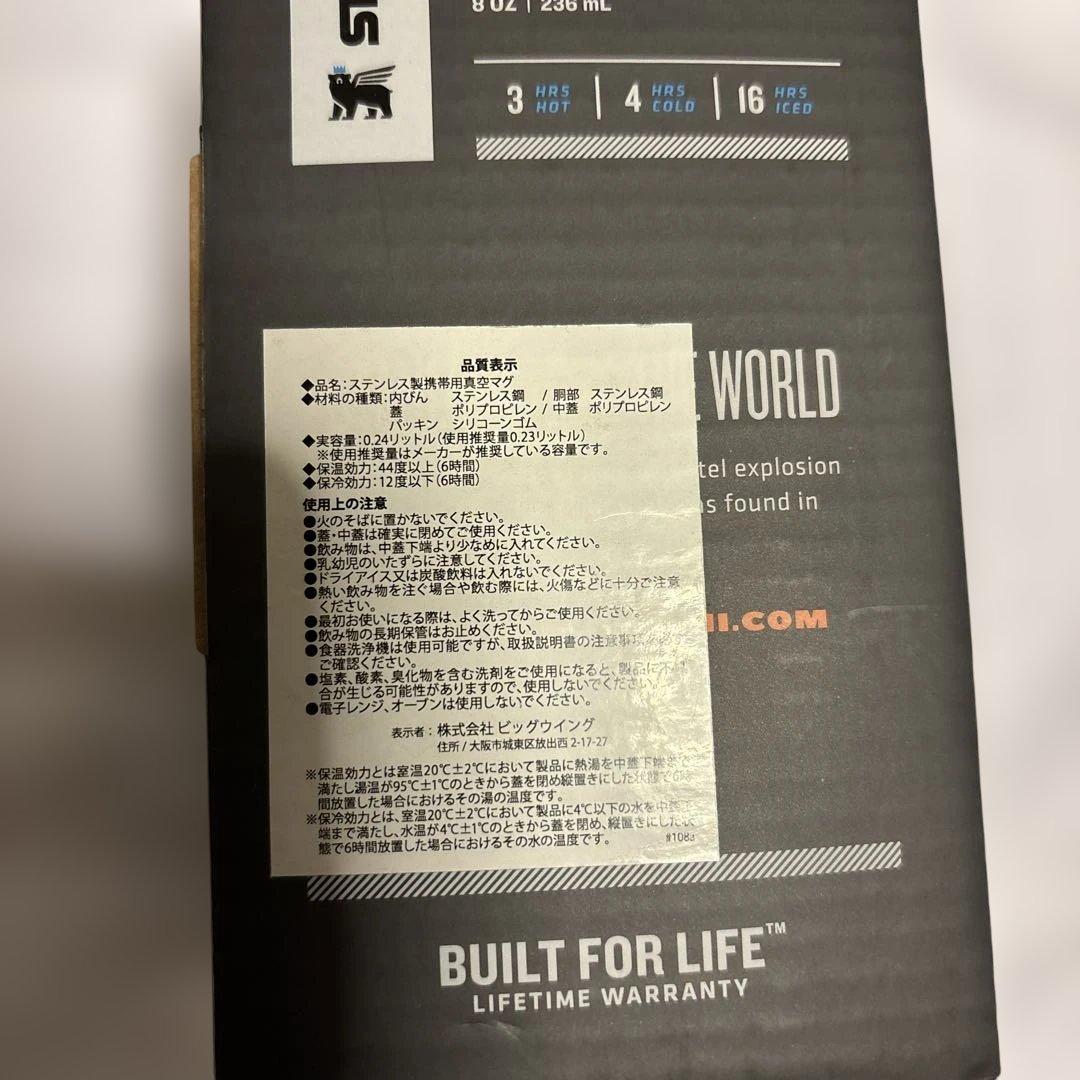 8 OZ | 236 mL
3 HRS HOT | 4 HRS COLD | 16 HRS ICED
WORLD
tel explosion
found in
.COM
品質表示
◆品名：ステンレス製携帯用真空マグ
◆材料の種類：内びん ステンレス鋼 / 胴部 ステンレス鋼
蓋 ポリプロピレン / 中蓋 ポリプロピレン
パッキン シリコーンゴム
◆実容量：0.24リットル（使用推奨量0.23リットル）
※使用推奨量はメーカーが推奨している容量です。
◆保温効力：44度以上（6時間）
◆保冷効力：12度以下（6時間）
使用上の注意
●火のそばに置かないでください。
●蓋・中蓋は確実に閉めてご使用ください。
●飲み物は、中蓋下端より少なめに入れてください。
●乳幼児のいたずらに注意してください。
●ドライアイス又は炭酸飲料は入れないでください。
●熱い飲み物を注ぐ場合や飲む際には、火傷などに十分ご注意
ください。
●最初お使いになる際は、よく洗ってからご使用ください。
●飲み物の長期保管はお止めください。
●食器洗浄機は使用可能ですが、取扱説明書の注意事項を
ご確認ください。
●塩素、酸素、臭化物を含む洗剤をご使用になると、製品に不
合が生じる可能性がありますので、使用しないでください。
●電子レンジ、オーブンは使用しないでください。
表示者：株式会社 ビッグウイング
住所 / 大阪市城東区放出西 2-17-27
※保温効力とは室温20℃±2℃において製品に熱湯を中蓋下端まで
満たし湯温が95℃±1℃のときから蓋を閉め縦置きにした状態で6時
間放置した場合におけるその湯の温度です。
※保冷効力とは、室温20℃±2℃において製品に4℃以下の水を中蓋下
端まで満たし、水温が4℃±1℃のときから蓋を閉め、縦置きにした状
態で6時間放置した場合におけるその水の温度です。
#1083
BUILT FOR LIFE™
LIFETIME WARRANTY